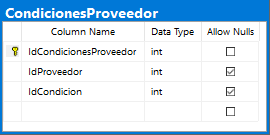 CondicionesProveedor
Column Name Data Type Allow Nulls
IdCondicionesProveedor int
IdProveedor int
IdCondicion int